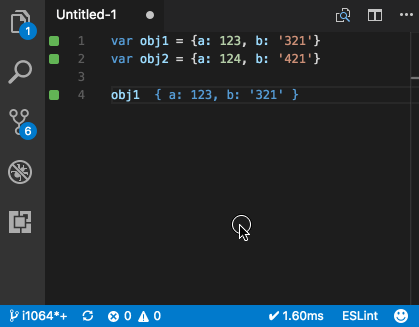 Untitled-1
1 var obj1 = {a: 123, b: '321'}
2 var obj2 = {a: 124, b: '421'}
3
4 obj1 { a: 123, b: '321' }
1
6
i1064*+ 0 0 ✔ 1.60ms ESLint